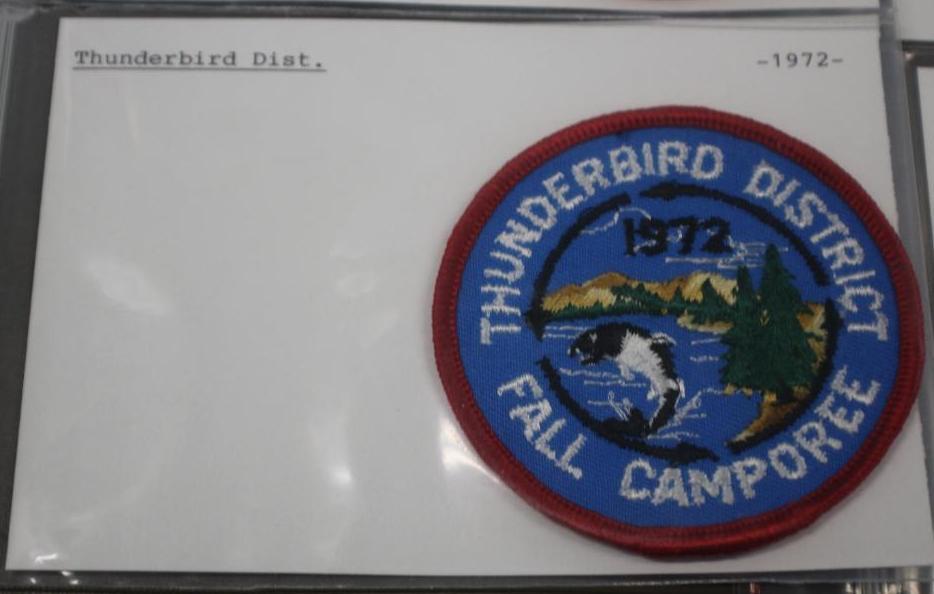 Thunderbird Dist.
-1972-
THUNDERBIRD DISTRICT
1972
FALL CAMPOREE